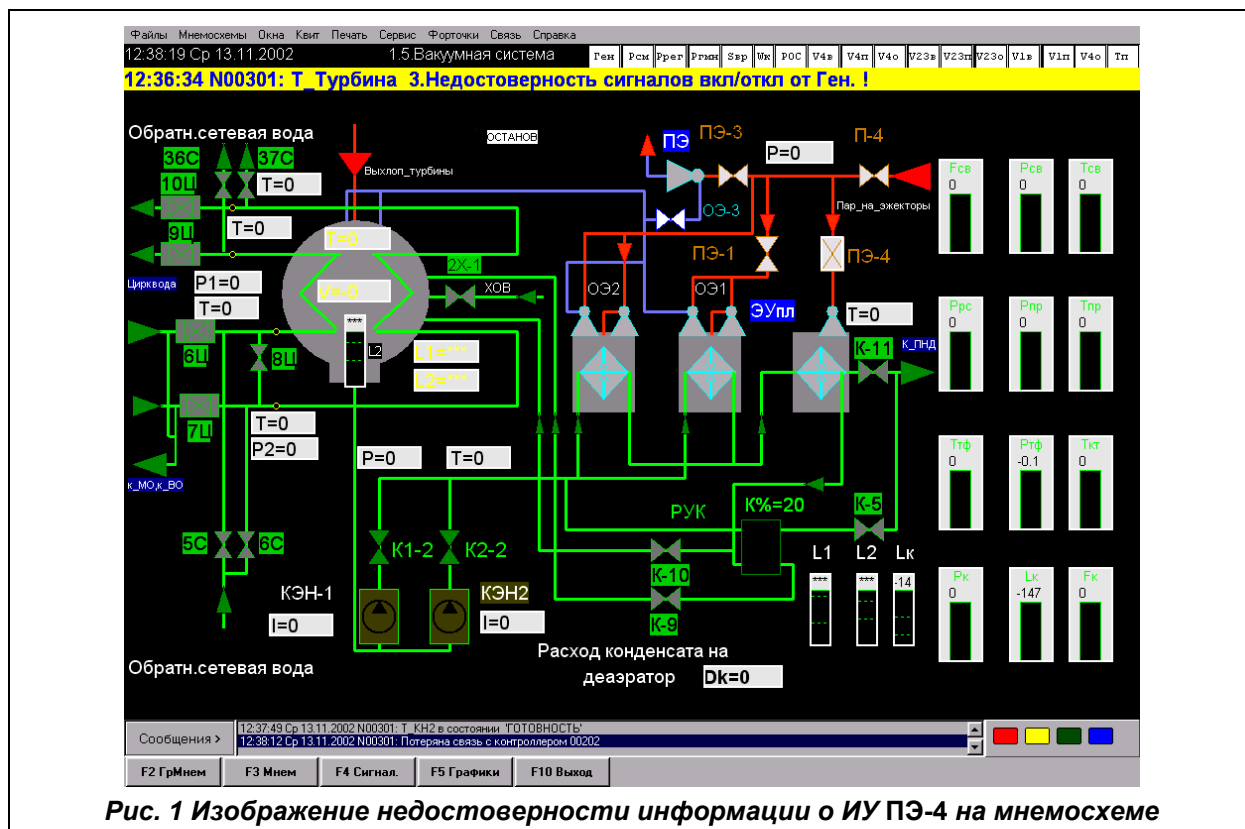 Файлы Мнемосхемы Окна Квит Печать Сервис Форточки Связь Справка
12:38:19 Ср 13.11.2002 1.5.Вакуумная система Ген Рсм Ррег Ргмн Sвр Wк РОС V4в V4п V4о V23в V23п V23о V1в V1п V4о Тп
12:36:34 N00301: Т_Турбина 3.Недостоверность сигналов вкл/откл от Ген. !
Обратн.сетевая вода
ОСТАНОВ
ПЭ
ПЭ-3
П-4
P=0
36С 37С
Выхлоп_турбины
10Ц
T=0
ОЭ-3
Пар_на_эжекторы
9Ц
T=0
T=0
ПЭ-1
ПЭ-4
2Х-1
ХОВ
Цирквода
P1=0
V=-0
ОЭ2
ОЭ1
ЭУпл
T=0
T=0
***
L2
L1=***
L2=***
6Ц
8Ц
К-11
К_ПНД
7Ц
T=0
P2=0
P=0
T=0
к_МО,к_ВО
РУК
К%=20
К-5
5С 6С
К1-2
К2-2
К-10
К-9
L1 L2 Lк
*** *** -14
КЭН-1
КЭН2
I=0
I=0
Расход конденсата на
деаэратор Dk=0
Обратн.сетевая вода
Fсв Рсв Тсв
0 0 0
Ррс Рпр Тпр
0 0 0
Ттф Ртф Ткт
0 -0.1 0
Рк Lк Fк
0 -147 0
Сообщения >
12:37:49 Ср 13.11.2002 N00301: Т_КН2 в состоянии 'ГОТОВНОСТЬ'
12:38:12 Ср 13.11.2002 N00301: Потеряна связь с контроллером 00202
F2 ГрМнем F3 Мнем F4 Сигнал. F5 Графики F10 Выход
Рис. 1 Изображение недостоверности информации о ИУ ПЭ-4 на мнемосхеме